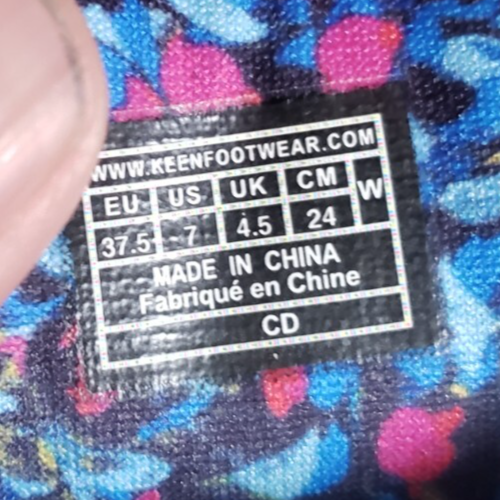 WWW.KEENFOOTWEAR.COM
EU US UK CM W
37.5 - 7 4.5 24
MADE IN CHINA
Fabriqué en Chine
CD